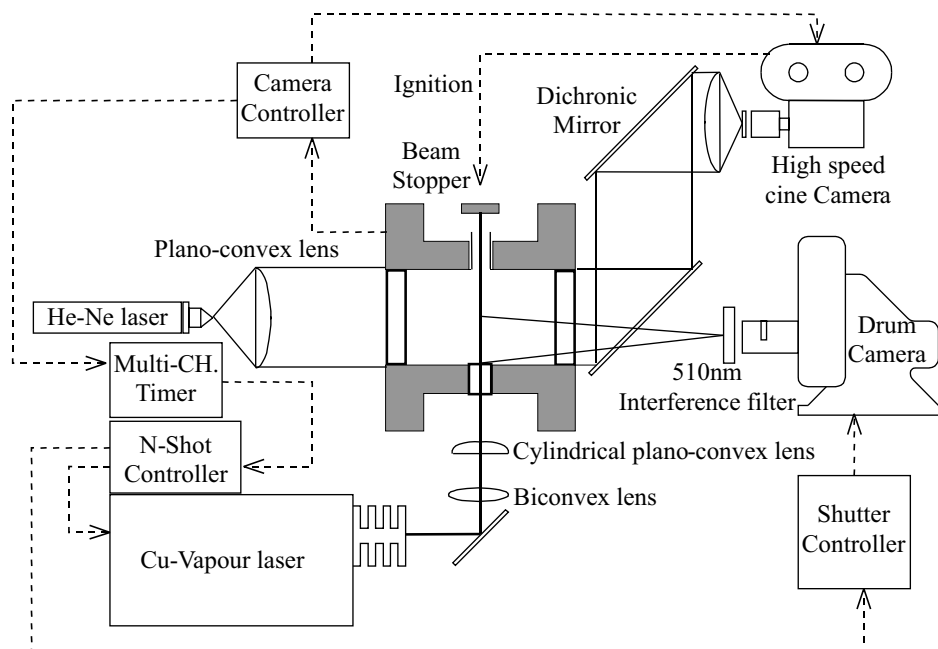 Camera
Controller
Ignition
Dichronic
Mirror
High speed
cine Camera
Beam
Stopper
Plano-convex lens
He-Ne laser
Multi-CH.
Timer
N-Shot
Controller
Cu-Vapour laser
Cylindrical plano-convex lens
Biconvex lens
510nm
Interference filter
Drum
Camera
Shutter
Controller